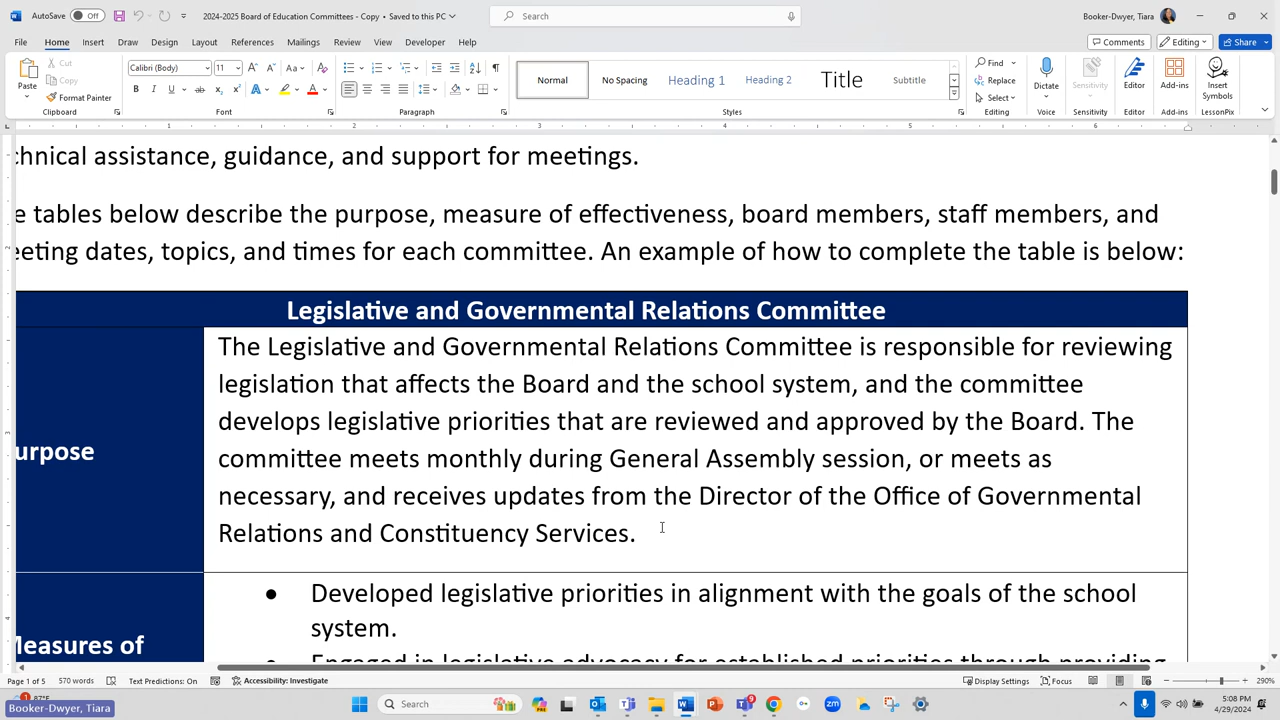 AutoSave Off 2024-2025 Board of Education Committees - Copy • Saved to this PC Search Booker-Dwyer, Tiara
File Home Insert Draw Design Layout References Mailings Review View Developer Help Comments Editing Share
Paste Cut Copy Format Painter Clipboard
Calibri (Body) 11 Font
Paragraph
Normal No Spacing Heading 1 Heading 2 Title Subtitle Styles
Find Replace Select Editing
Dictate Voice
Sensitivity Sensitivity
Editor Editor
Add-ins Add-ins
Insert Symbols LessonPix
chnical assistance, guidance, and support for meetings.
e tables below describe the purpose, measure of effectiveness, board members, staff members, and
eeting dates, topics, and times for each committee. An example of how to complete the table is below:
Legislative and Governmental Relations Committee
urpose
The Legislative and Governmental Relations Committee is responsible for reviewing
legislation that affects the Board and the school system, and the committee
develops legislative priorities that are reviewed and approved by the Board. The
committee meets monthly during General Assembly session, or meets as
necessary, and receives updates from the Director of the Office of Governmental
Relations and Constituency Services.
Measures of
• Developed legislative priorities in alignment with the goals of the school
system.
• Engaged in legislative advocacy for established priorities through providing
Page 1 of 5 570 words Text Predictions: On Accessibility: Investigate Display Settings Focus 290%
87°F
Booker-Dwyer, Tiara
Search
5:08 PM
4/29/2024